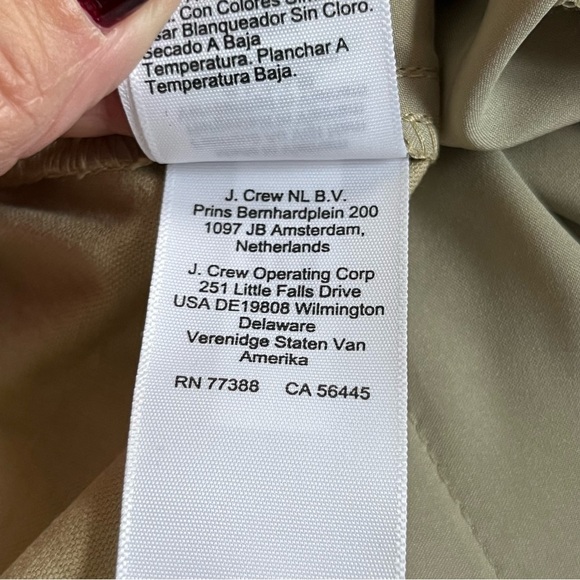 Con Colores
Blanqueador Sin Cloro.
Secado A Baja
Temperatura. Planchar A
Temperatura Baja.
J. Crew NL B.V.
Prins Bernhardplein 200
1097 JB Amsterdam,
Netherlands
J. Crew Operating Corp
251 Little Falls Drive
USA DE19808 Wilmington
Delaware
Verenidge Staten Van
Amerika
RN 77388 CA 56445